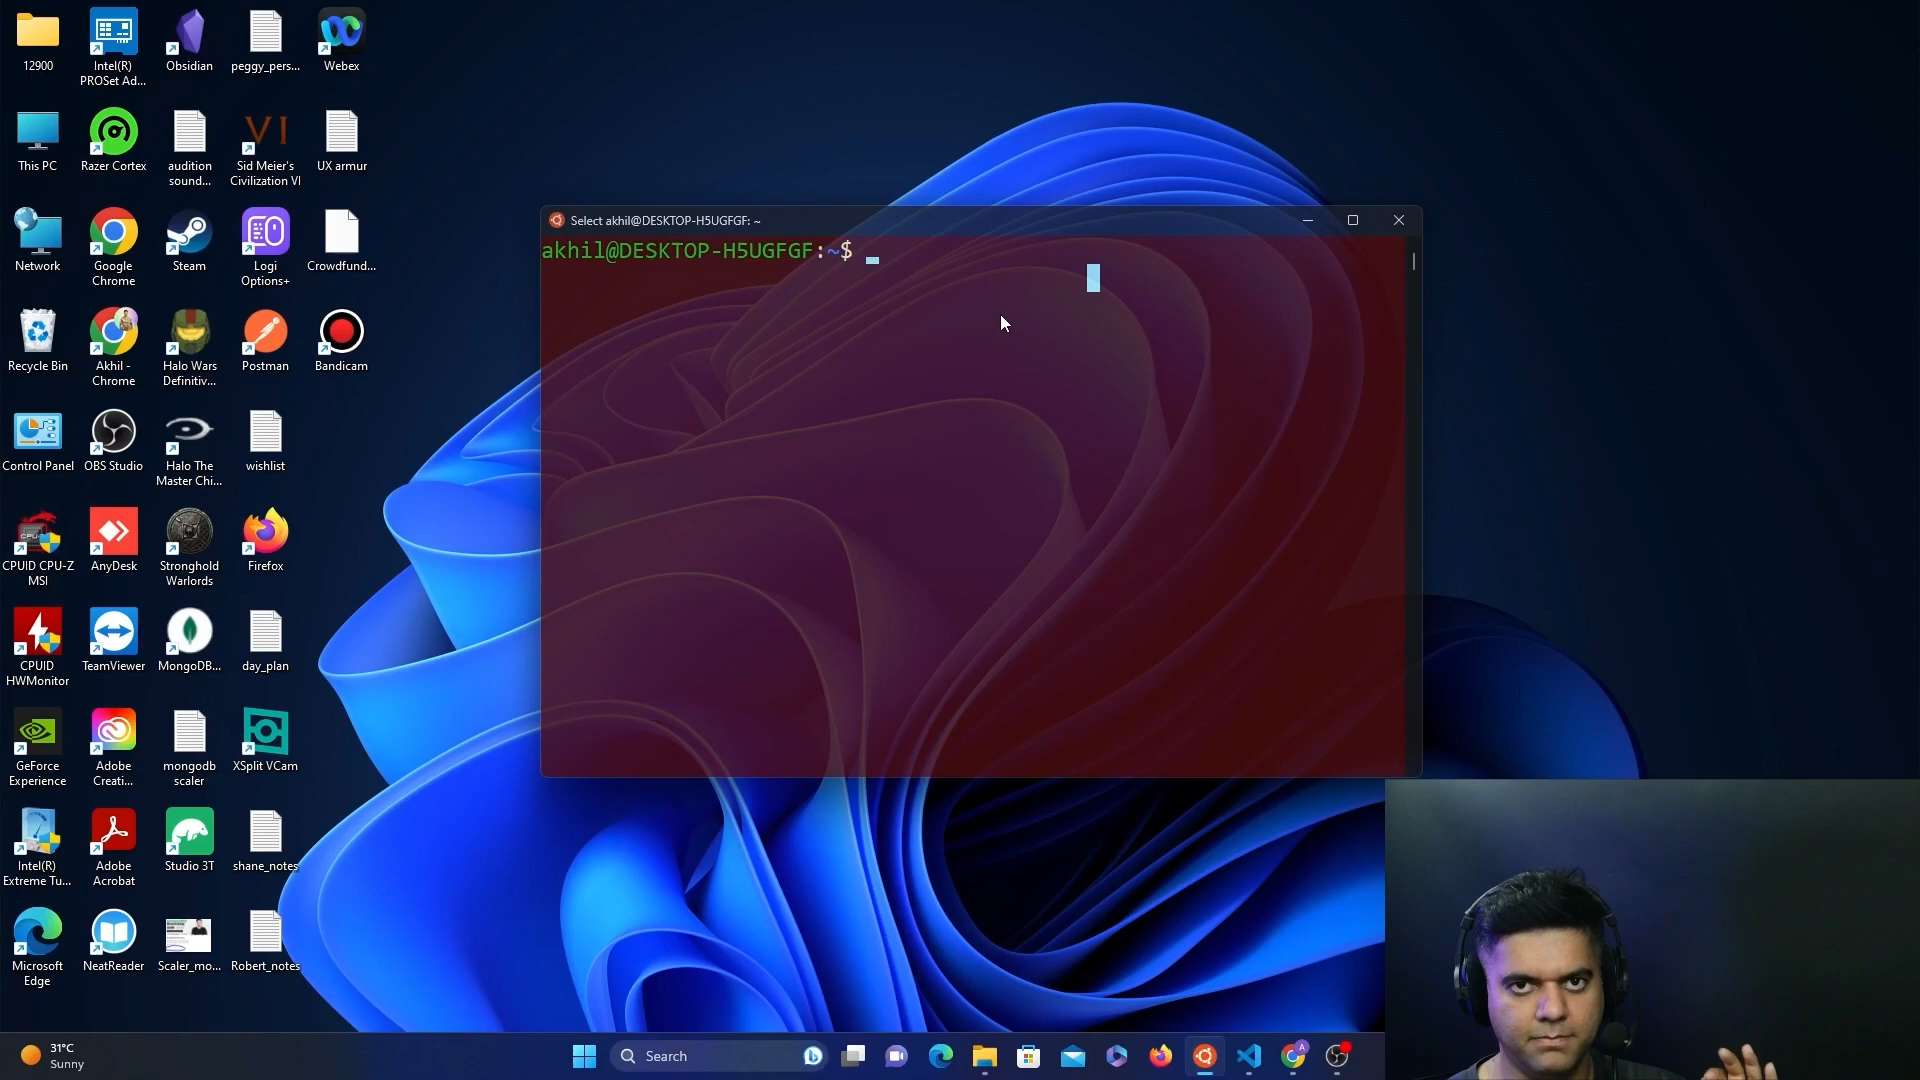 12900
Intel(R)
PROSet Ad...
Obsidian
peggy_pers...
Webex
This PC
Razer Cortex
audition
sound...
VI
Sid Meier's
Civilization VI
UX armur
Network
Google
Chrome
Steam
Logi
Options+
Crowdfund...
Recycle Bin
Akhil -
Chrome
Halo Wars
Definitiv...
Postman
Bandicam
Control Panel
OBS Studio
Halo The
Master Chi...
wishlist
CPUID CPU-Z
MSI
AnyDesk
Stronghold
Warlords
Firefox
CPUID
HWMonitor
TeamViewer
MongoDB...
day_plan
GeForce
Experience
Adobe
Creati...
mongodb
scaler
XSplit VCam
Intel(R)
Extreme Tu...
Adobe
Acrobat
Studio 3T
shane_notes
Microsoft
Edge
NeatReader
Scaler_mo...
Robert_notes
Select akhil@DESKTOP-H5UGFGF: ~
akhil@DESKTOP-H5UGFGF:~$
31°C
Sunny
Search
A